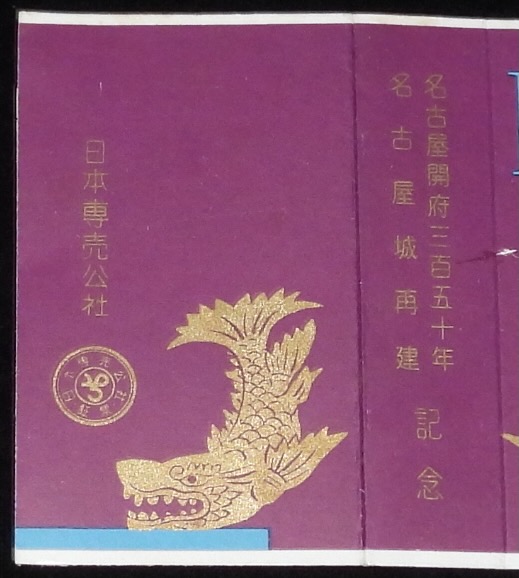 名古屋開府三百五十年
名古屋城再建
記念
日本専売公社